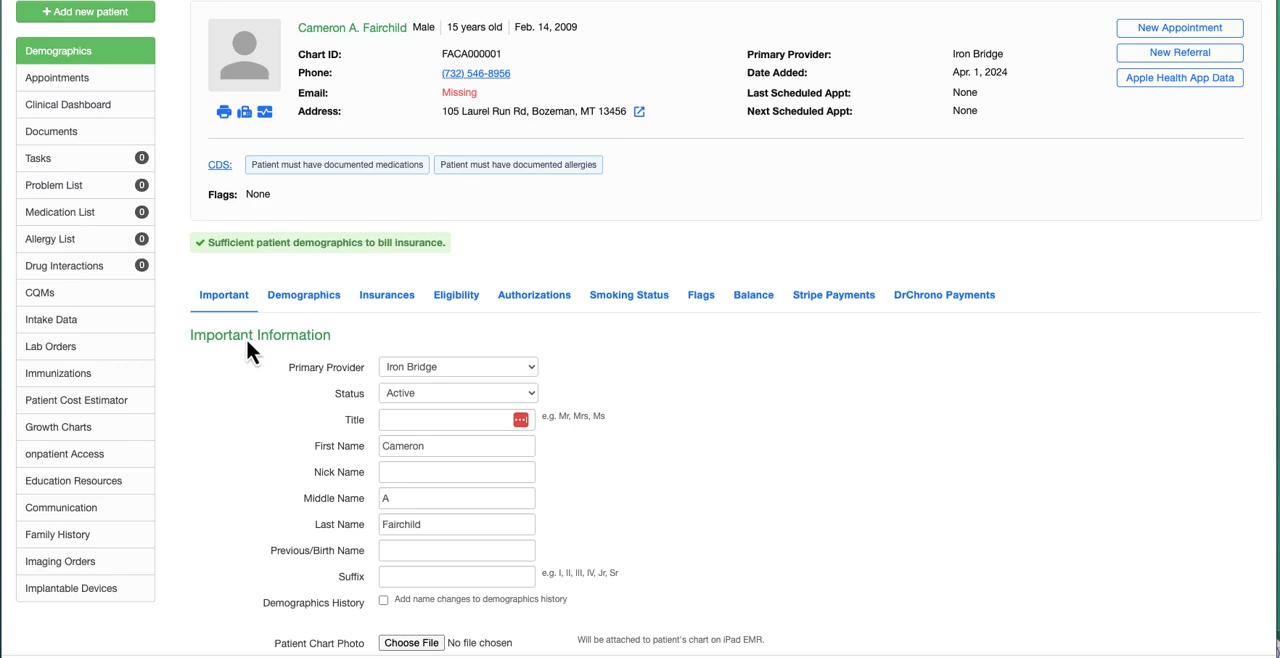 + Add new patient
Demographics
Appointments
Clinical Dashboard
Documents
Tasks 0
Problem List 0
Medication List 0
Allergy List 0
Drug Interactions 0
CQMs
Intake Data
Lab Orders
Immunizations
Patient Cost Estimator
Growth Charts
onpatient Access
Education Resources
Communication
Family History
Imaging Orders
Implantable Devices
Cameron A. Fairchild Male 15 years old Feb. 14, 2009
Chart ID: FACA000001
Phone: (732) 546-8956
Email: Missing
Address: 105 Laurel Run Rd, Bozeman, MT 13456
Primary Provider: Iron Bridge
Date Added: Apr. 1, 2024
Last Scheduled Appt: None
Next Scheduled Appt: None
New Appointment
New Referral
Apple Health App Data
CDS: Patient must have documented medications Patient must have documented allergies
Flags: None
Sufficient patient demographics to bill insurance.
Important Demographics Insurances Eligibility Authorizations Smoking Status Flags Balance Stripe Payments DrChrono Payments
Important Information
Primary Provider Iron Bridge
Status Active
Title e.g. Mr, Mrs, Ms
First Name Cameron
Nick Name
Middle Name A
Last Name Fairchild
Previous/Birth Name
Suffix e.g. I, II, III, IV, Jr, Sr
Demographics History Add name changes to demographics history
Patient Chart Photo Choose File No file chosen Will be attached to patient's chart on iPad EMR.